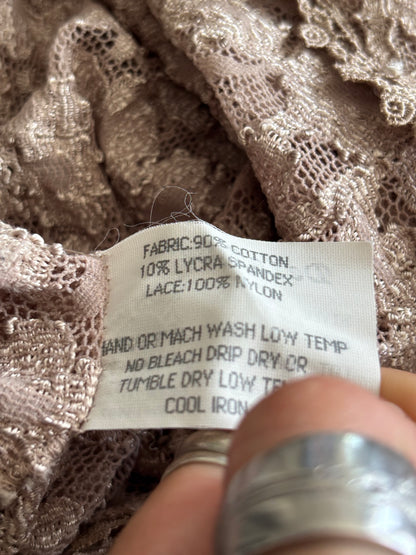 FABRIC:90% COTTON
10% LYCRA SPANDEX
LACE:100% NYLON
HAND OR MACH WASH LOW TEMP
NO BLEACH DRIP DRY OR
TUMBLE DRY LOW TEMP
COOL IRON